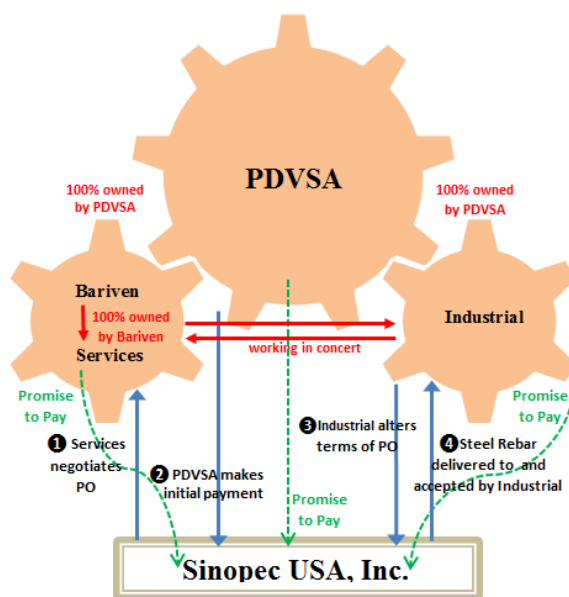 PDVSA
100% owned
by PDVSA
100% owned
by PDVSA
Bariven
100% owned
by Bariven
Services
Industrial
working in concert
Promise
to Pay
Promise
to Pay
❶ Services
negotiates
PO
❷ PDVSA makes
initial payment
❸ Industrial alters
terms of PO
❹ Steel Rebar
delivered to and
accepted by Industrial
Promise
to Pay
Sinopec USA, Inc.